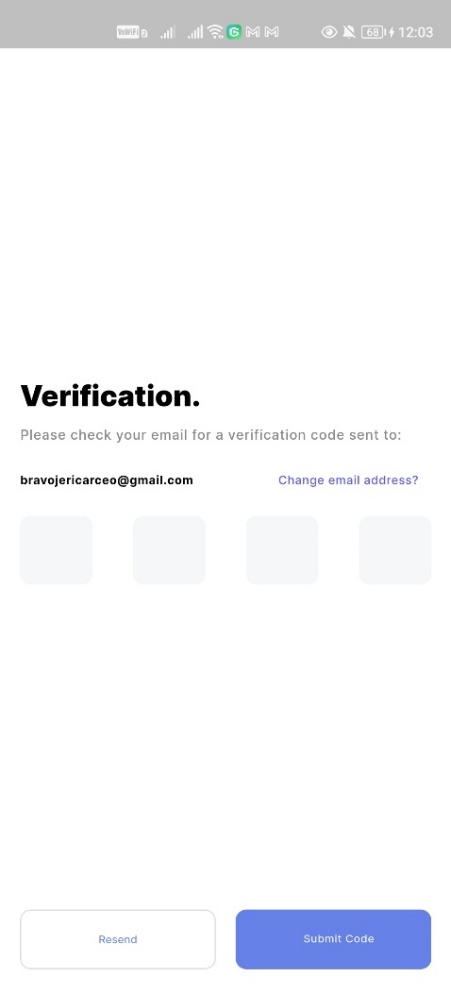 VoWiFi 2 68 12:03
Verification.
Please check your email for a verification code sent to:
bravojericarceo@gmail.com Change email address?
Resend Submit Code